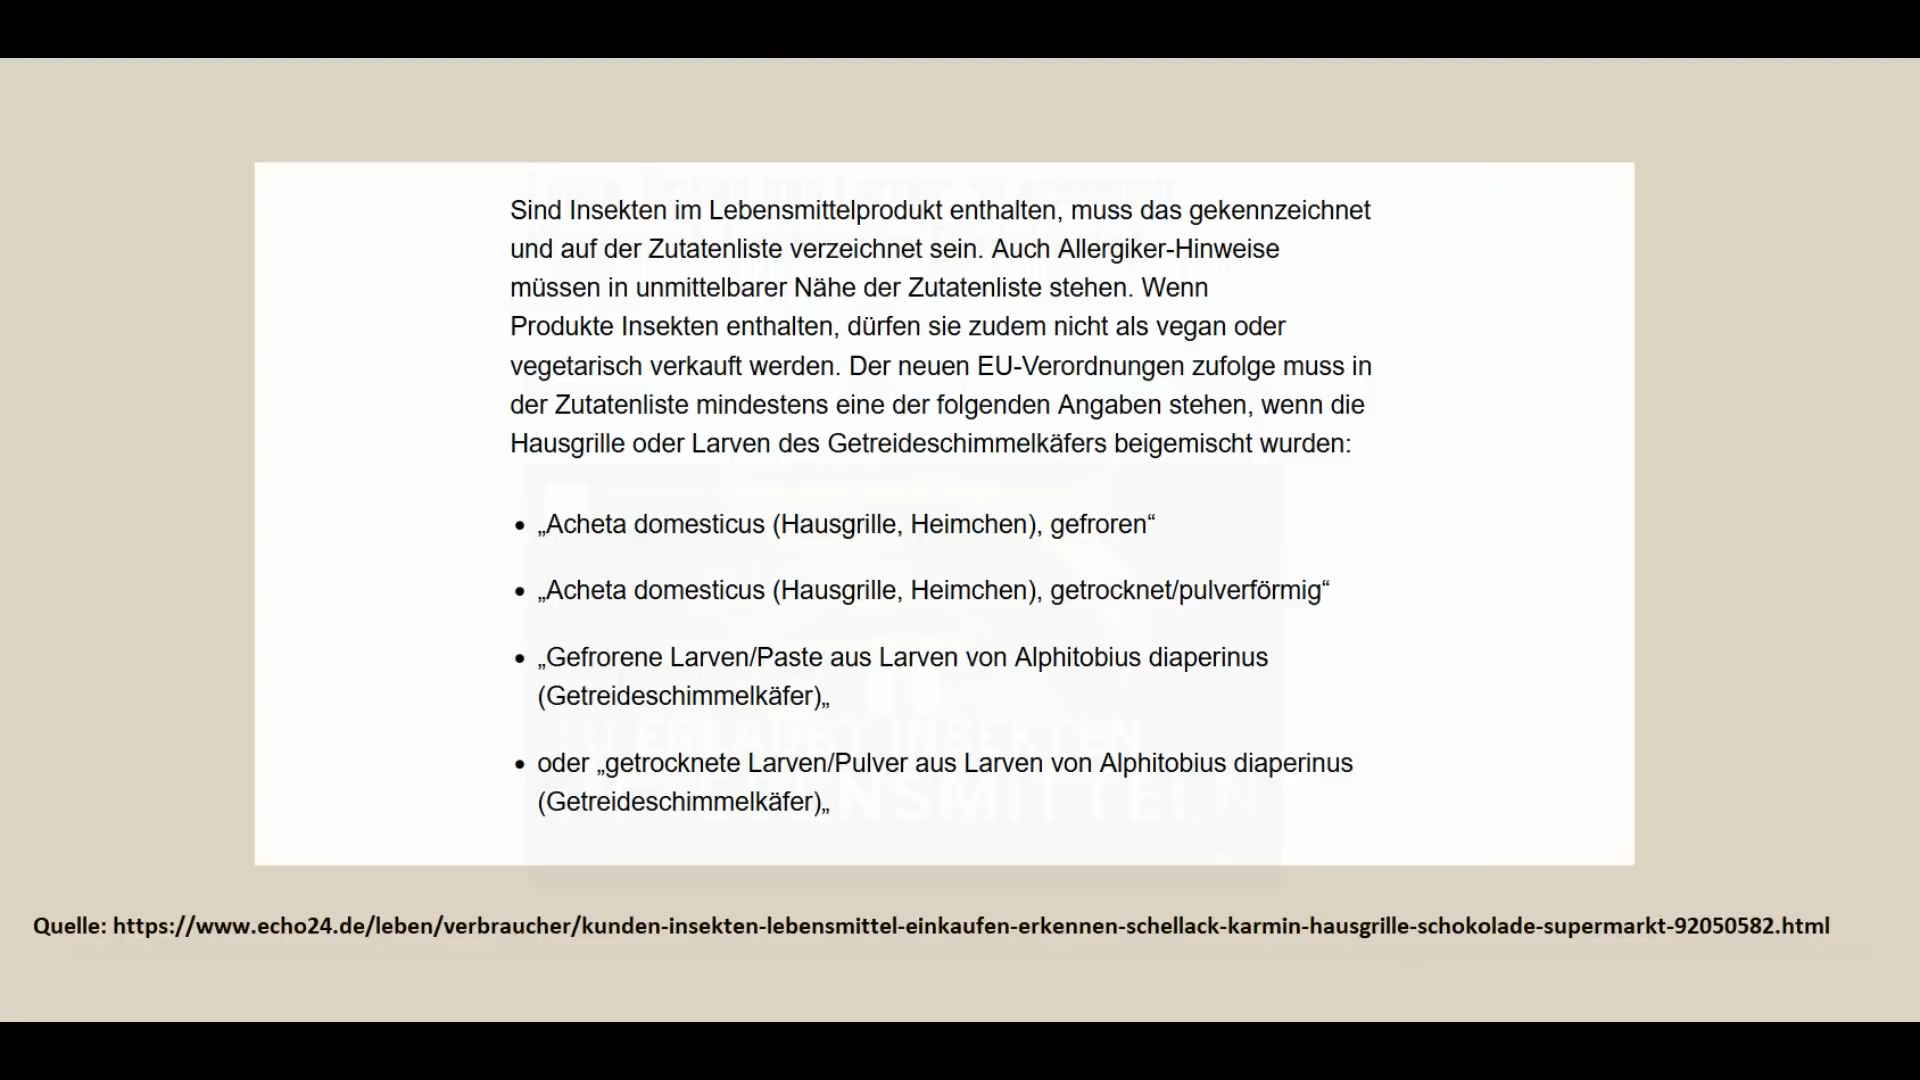 Sind Insekten im Lebensmittelprodukt enthalten, muss das gekennzeichnet
und auf der Zutatenliste verzeichnet sein. Auch Allergiker-Hinweise
müssen in unmittelbarer Nähe der Zutatenliste stehen. Wenn
Produkte Insekten enthalten, dürfen sie zudem nicht als vegan oder
vegetarisch verkauft werden. Der neuen EU-Verordnungen zufolge muss in
der Zutatenliste mindestens eine der folgenden Angaben stehen, wenn die
Hausgrille oder Larven des Getreideschimmelkäfers beigemischt wurden:
• „Acheta domesticus (Hausgrille, Heimchen), gefroren“
• „Acheta domesticus (Hausgrille, Heimchen), getrocknet/pulverförmig“
• „Gefrorene Larven/Paste aus Larven von Alphitobius diaperinus
(Getreideschimmelkäfer)„
EU ERLAUBT INSEKTEN
• oder „getrocknete Larven/Pulver aus Larven von Alphitobius diaperinus
(Getreideschimmelkäfer)„
Quelle: https://www.echo24.de/leben/verbraucher/kunden-insekten-lebensmittel-einkaufen-erkennen-schellack-karmin-hausgrille-schokolade-supermarkt-92050582.html